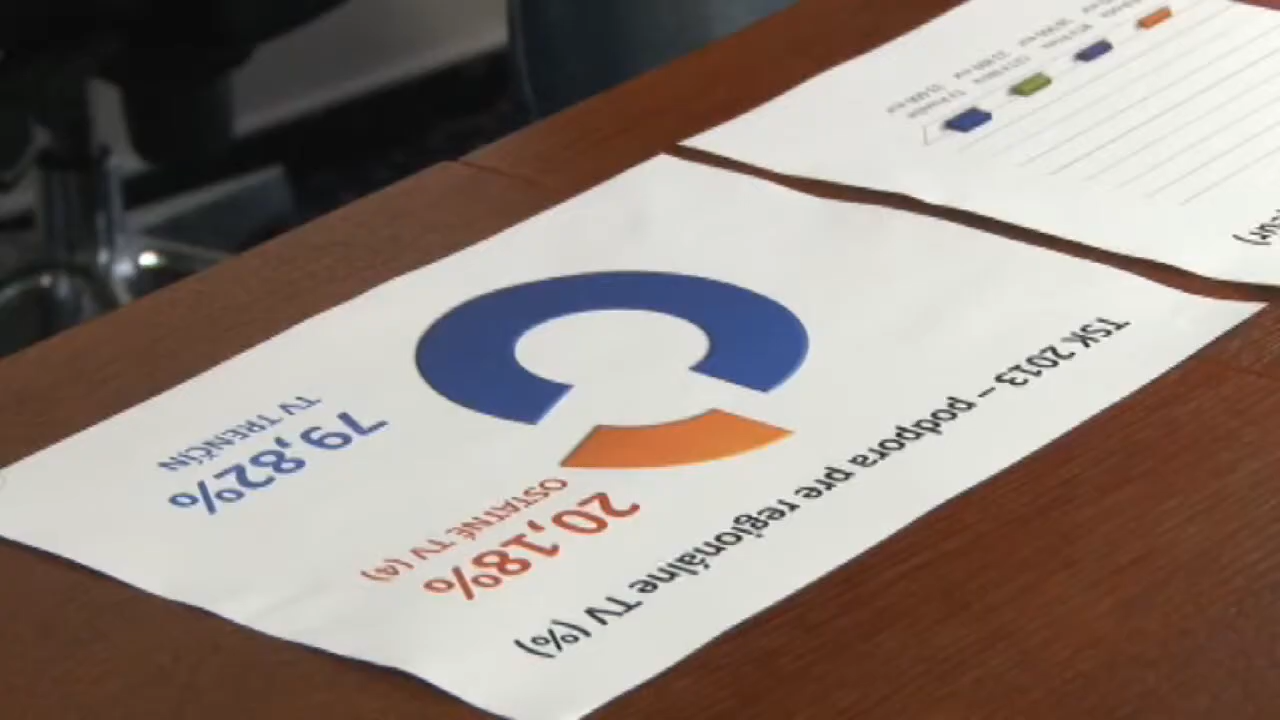 TSK 2013 – podpora pre regionálne TV (%)
20,18%
OSTATNÉ TV (4)
79,82%
TV TRENČÍN